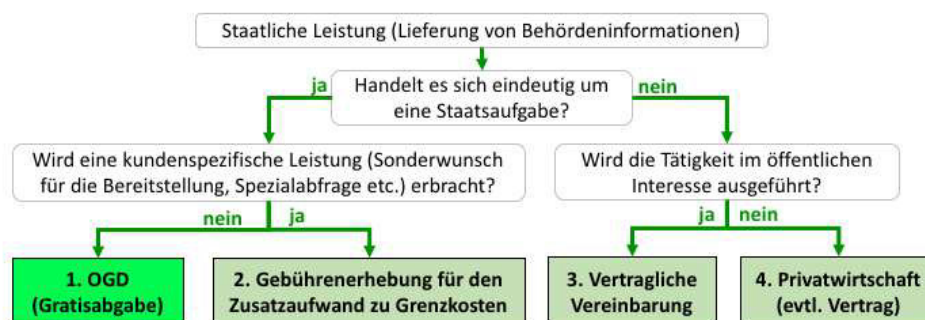 Staatliche Leistung (Lieferung von Behördeninformationen)
ja
Handelt es sich eindeutig um
eine Staatsaufgabe?
nein
Wird eine kundenspezifische Leistung (Sonderwunsch
für die Bereitstellung, Spezialabfrage etc.) erbracht?
Wird die Tätigkeit im öffentlichen
Interesse ausgeführt?
nein
ja
ja
nein
1. OGD
(Gratisabgabe)
2. Gebührenerhebung für den
Zusatzaufwand zu Grenzkosten
3. Vertragliche
Vereinbarung
4. Privatwirtschaft
(evtl. Vertrag)